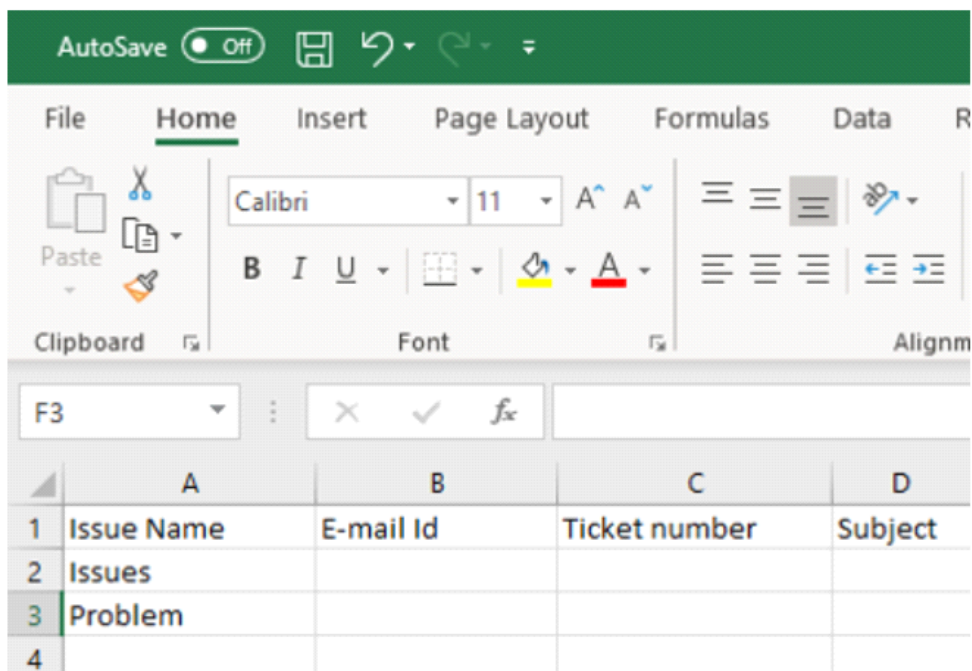 AutoSave Off
File Home Insert Page Layout Formulas Data R
Paste
Calibri 11 A A
B I U A
Clipboard Font Alignm
F3 fx
A B C D
1 Issue Name E-mail Id Ticket number Subject
2 Issues
3 Problem
4